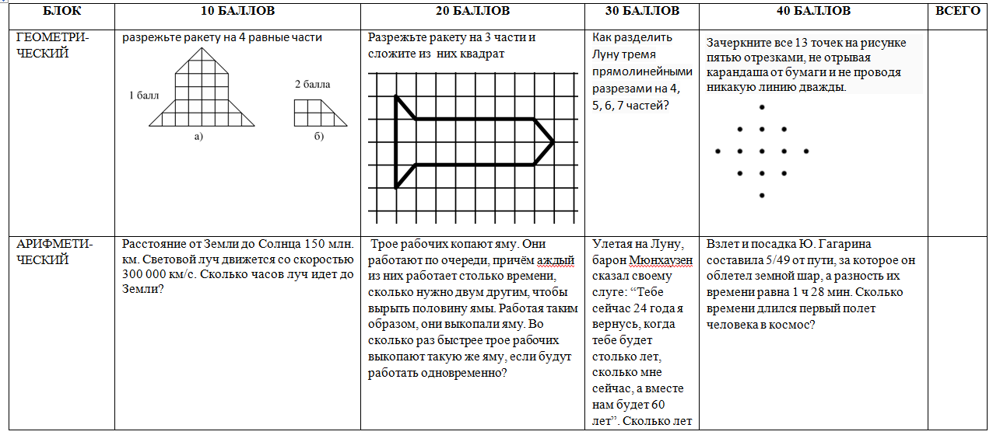 БЛОК
10 БАЛЛОВ
20 БАЛЛОВ
30 БАЛЛОВ
40 БАЛЛОВ
ВСЕГО
ГЕОМЕТРИ-
ЧЕСКИЙ
разрежьте ракету на 4 равные части
1 балл
2 балла
а)
б)
Разрежьте ракету на 3 части и
сложите из них квадрат
Как разделить
Луну тремя
прямолинейными
разрезами на 4,
5, 6, 7 частей?
Зачеркните все 13 точек на рисунке
пятью отрезками, не отрывая
карандаша от бумаги и не проводя
никакую линию дважды.
АРИФМЕТИ-
ЧЕСКИЙ
Расстояние от Земли до Солнца 150 млн.
км. Световой луч движется со скоростью
300 000 км/с. Сколько часов луч идет до
Земли?
Трое рабочих копают яму. Они
работают по очереди, причём аждый
из них работает столько времени,
сколько нужно двум другим, чтобы
вырыть половину ямы. Работая таким
образом, они выкопали яму. Во
сколько раз быстрее трое рабочих
выкопают такую же яму, если будут
работать одновременно?
Улетая на Луну,
барон Мюнхаузен
сказал своему
слуге: “Тебе
сейчас 24 года я
вернусь, когда
тебе будет
столько лет,
сколько мне
сейчас, а вместе
нам будет 60
лет”. Сколько лет
Взлет и посадка Ю. Гагарина
составила 5/49 от пути, за которое он
облетел земной шар, а разность их
времени равна 1 ч 28 мин. Сколько
времени длился первый полет
человека в космос?